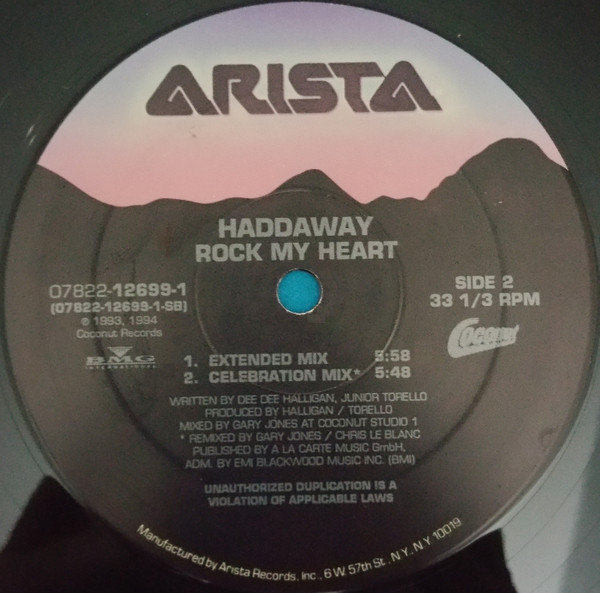 ARISTA
HADDAWAY
ROCK MY HEART
07822-12699-1
(07822-12699-1-SB)
℗ 1993, 1994
Coconut Records
BMG
INTERNATIONAL
SIDE 2
33 1/3 RPM
Coconut
1. EXTENDED MIX 5:58
2. CELEBRATION MIX* 5:48
WRITTEN BY DEE DEE HALLIGAN, JUNIOR TORELLO
PRODUCED BY HALLIGAN / TORELLO
MIXED BY GARY JONES AT COCONUT STUDIO 1
* REMIXED BY GARY JONES / CHRIS LE BLANC
PUBLISHED BY A LA CARTE MUSIC GmbH,
ADM. BY EMI BLACKWOOD MUSIC INC. (BMI)
UNAUTHORIZED DUPLICATION IS A
VIOLATION OF APPLICABLE LAWS
Manufactured by Arista Records, Inc., 6 W. 57th St., N.Y., N.Y. 10019